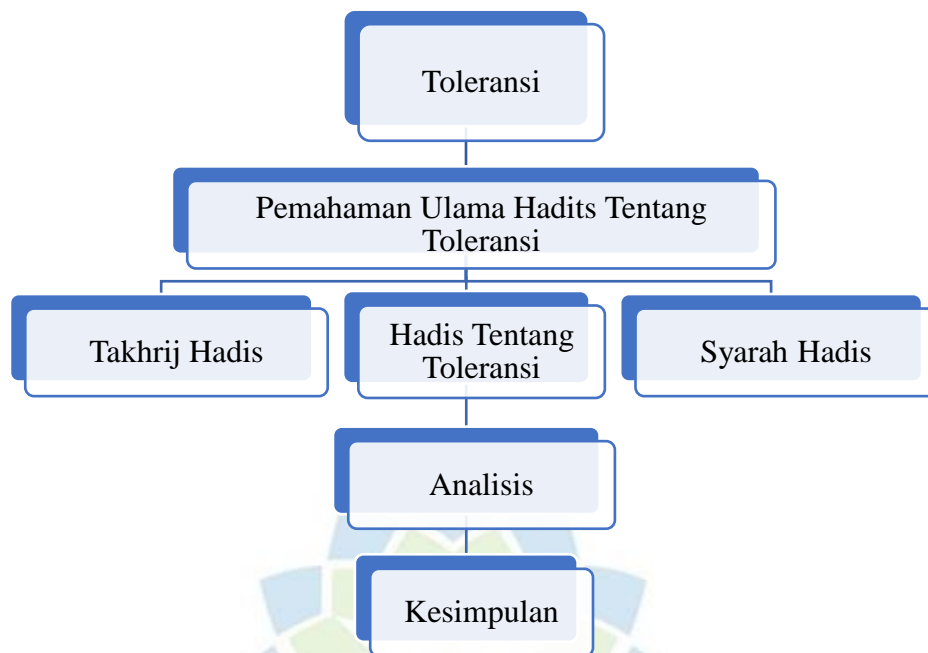 Toleransi
Pemahaman Ulama Hadits Tentang
Toleransi
Takhrij Hadis
Hadis Tentang
Toleransi
Syarah Hadis
Analisis
Kesimpulan